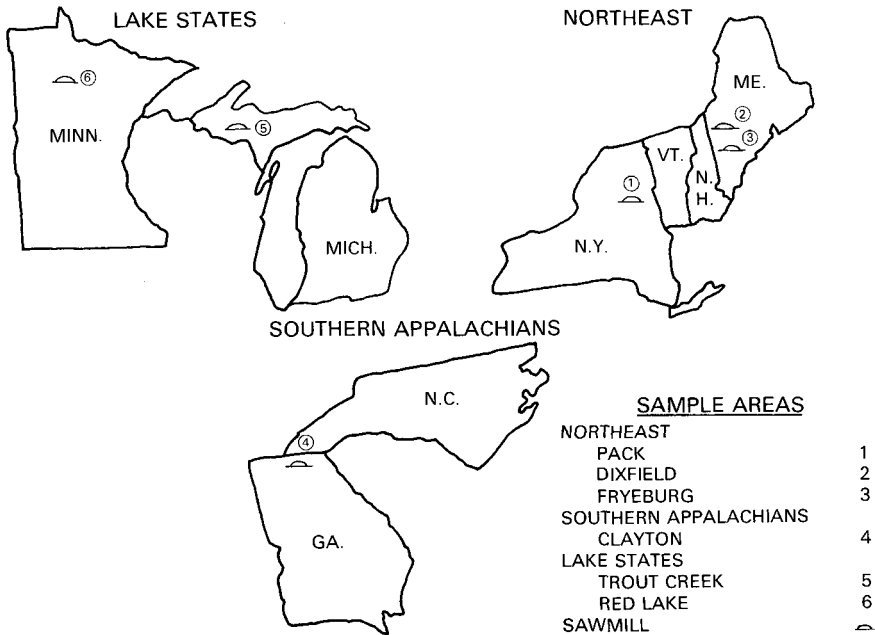 LAKE STATES
6
MINN.
5
MICH.
NORTHEAST
ME.
2
3
VT.
1
N.
H.
N.Y.
SOUTHERN APPALACHIANS
N.C.
4
GA.
SAMPLE AREAS
NORTHEAST
PACK 1
DIXFIELD 2
FRYEBURG 3
SOUTHERN APPALACHIANS
CLAYTON 4
LAKE STATES
TROUT CREEK 5
RED LAKE 6
SAWMILL